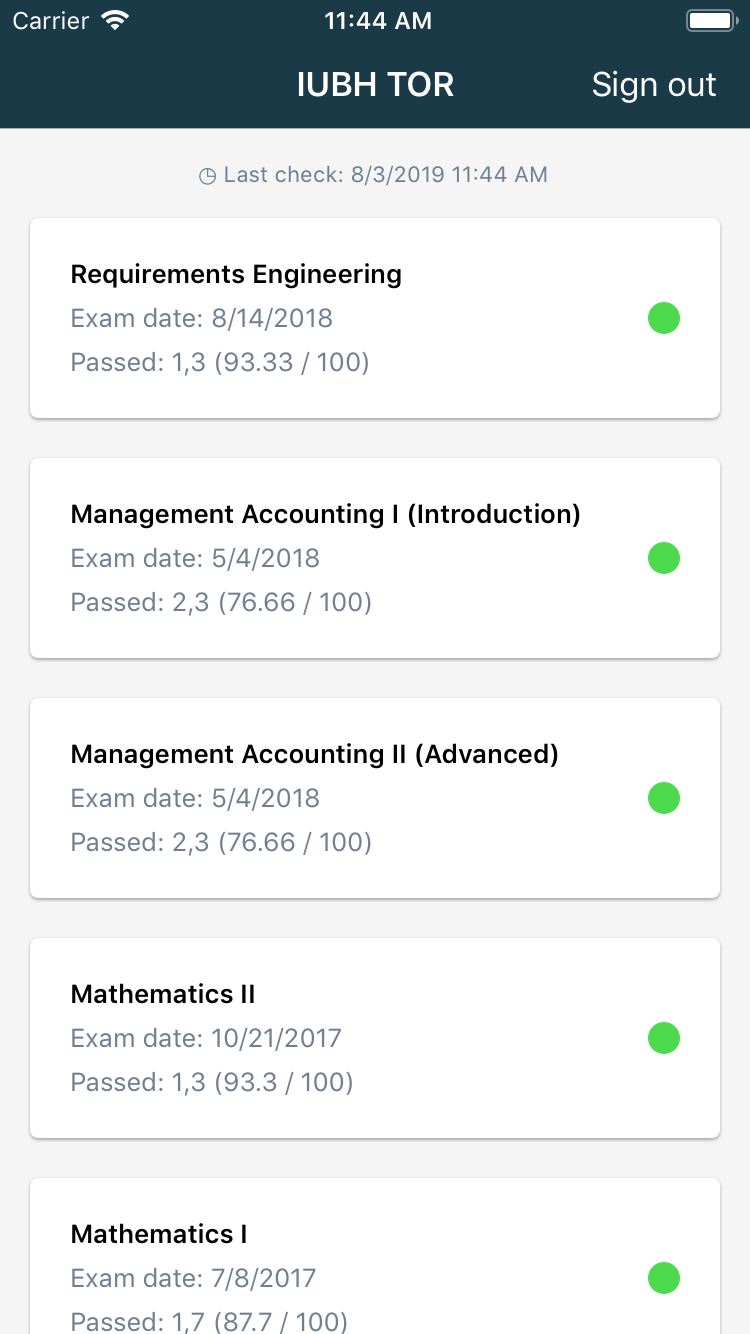 Carrier 11:44 AM
IUBH TOR Sign out
Last check: 8/3/2019 11:44 AM
Requirements Engineering
Exam date: 8/14/2018
Passed: 1,3 (93.33 / 100)
Management Accounting I (Introduction)
Exam date: 5/4/2018
Passed: 2,3 (76.66 / 100)
Management Accounting II (Advanced)
Exam date: 5/4/2018
Passed: 2,3 (76.66 / 100)
Mathematics II
Exam date: 10/21/2017
Passed: 1,3 (93.3 / 100)
Mathematics I
Exam date: 7/8/2017
Passed: 1,7 (87.7 / 100)